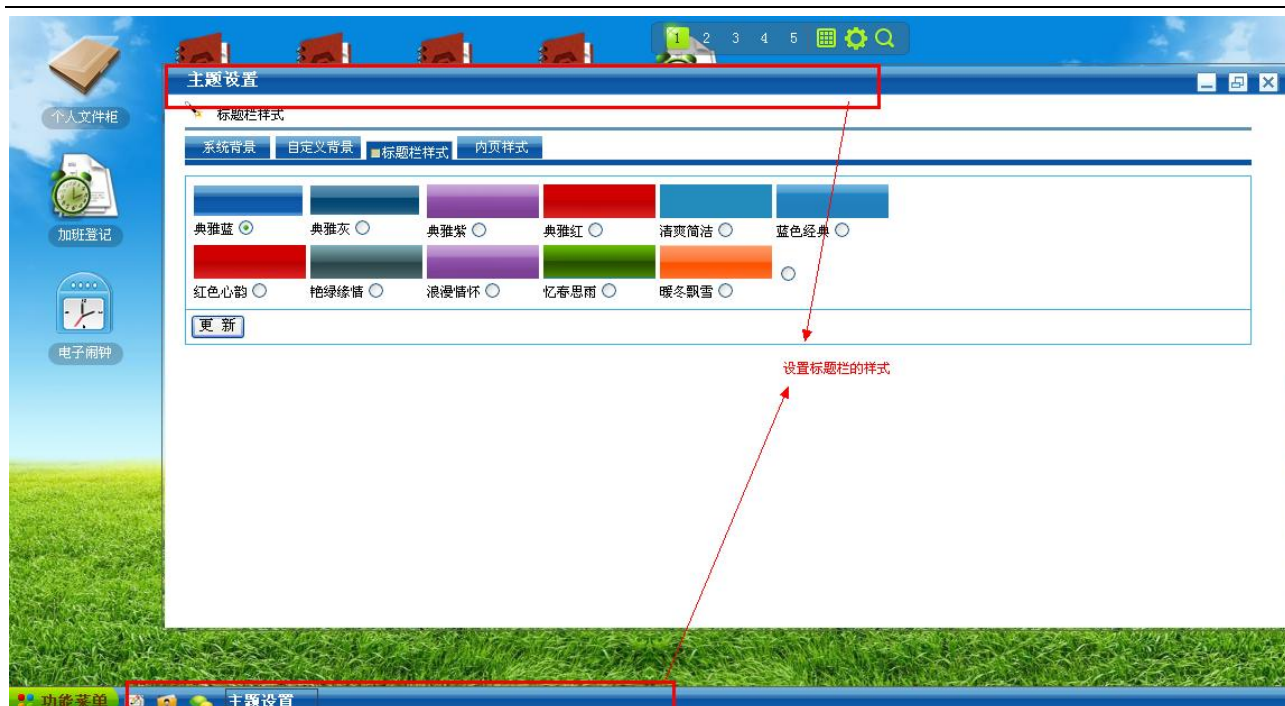 1 2 3 4 5
主题设置
个人文件柜
标题栏样式
系统背景 自定义背景 标题栏样式 内页样式
典雅蓝 典雅灰 典雅紫 典雅红 清爽简洁 蓝色经典
加班登记
红色心韵 艳绿缘情 浪漫情怀 忆春思雨 暖冬飘雪
更 新
电子闹钟
设置标题栏的样式
功能菜单 主题设置